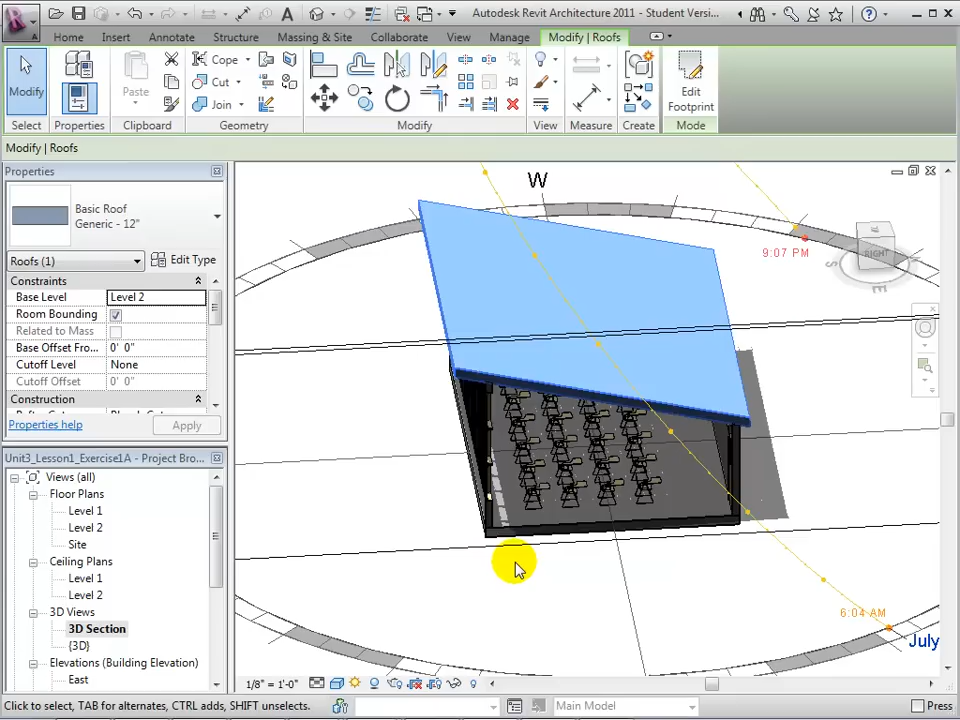 Autodesk Revit Architecture 2011 - Student Versi...
Home Insert Annotate Structure Massing & Site Collaborate View Manage Modify | Roofs
Modify
Paste
Cope
Cut
Join
Edit
Footprint
Select Properties Clipboard Geometry Modify View Measure Create Mode
Modify | Roofs
Properties
Basic Roof
Generic - 12"
Roofs (1)
Edit Type
Constraints
Base Level Level 2
Room Bounding
Related to Mass
Base Offset Fro... 0' 0"
Cutoff Level None
Cutoff Offset 0' 0"
Construction
Properties help
Apply
Unit3_Lesson1_Exercise1A - Project Bro...
Views (all)
Floor Plans
Level 1
Level 2
Site
Ceiling Plans
Level 1
Level 2
3D Views
3D Section
{3D}
Elevations (Building Elevation)
East
W
9:07 PM
RIGHT
S
E
6:04 AM
July
1/8" = 1'-0"
Click to select, TAB for alternates, CTRL adds, SHIFT unselects.
:0
Main Model
Press